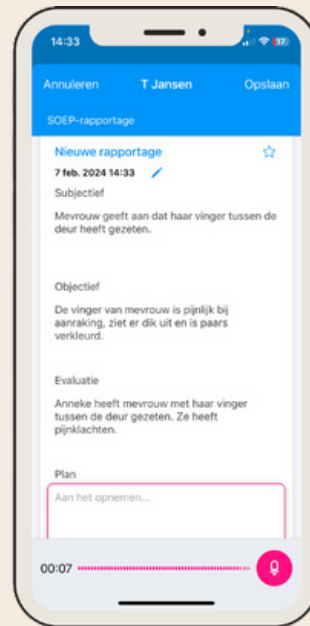 14:33
17
Annuleren T Jansen Opslaan
SOEP-rapportage
Nieuwe rapportage
7 feb. 2024 14:33
Subjectief
Mevrouw geeft aan dat haar vinger tussen de
deur heeft gezeten.
Objectief
De vinger van mevrouw is pijnlijk bij
aanraking, ziet er dik uit en is paars
verkleurd.
Evaluatie
Anneke heeft mevrouw met haar vinger
tussen de deur gezeten. Ze heeft
pijnklachten.
Plan
Aan het opnemen...
00:07